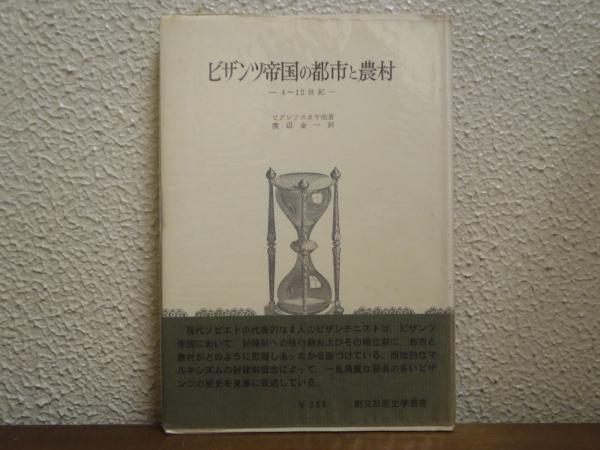 ビザンツ帝国の都市と農村
— 4〜12世紀 —
ピグレフスカヤ他著
渡辺金一訳
現代ソビエトの代表的な4人のビザンチニストは、ビザンツ
帝国において、封建制への移行期およびその確立期に、都市と
農村がどのように影響しあったかを跡づけている。西欧的なマ
ルキシズムの封建制概念によって、一見異質な要素の多いビザ
ンツの歴史を見事に叙述している。
創文社歴史学叢書